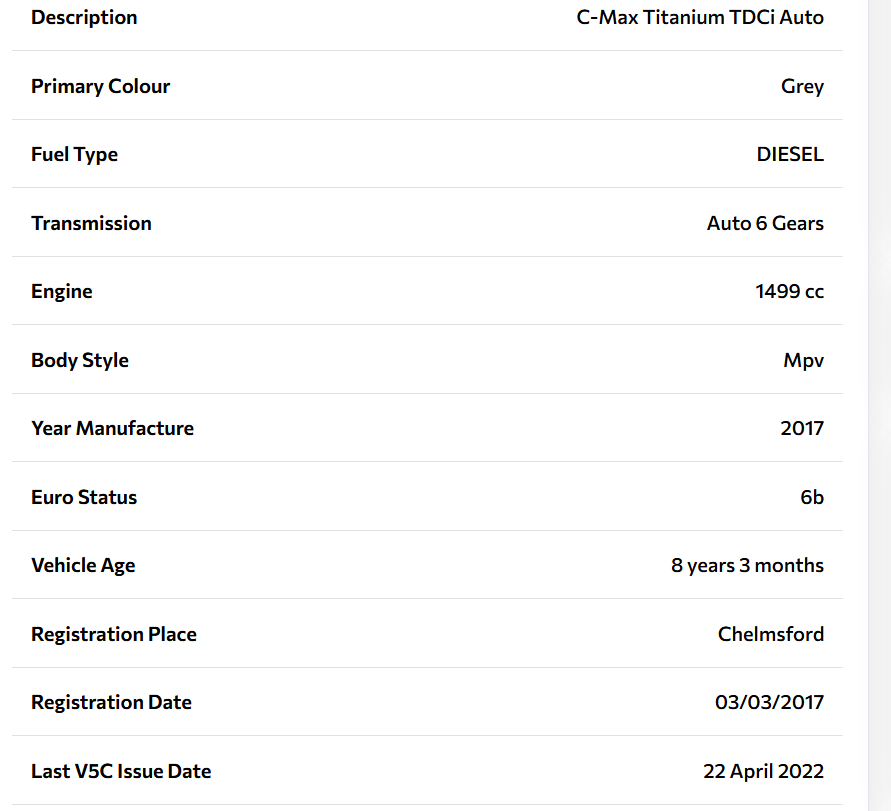 Description C-Max Titanium TDCi Auto
Primary Colour Grey
Fuel Type DIESEL
Transmission Auto 6 Gears
Engine 1499 cc
Body Style Mpv
Year Manufacture 2017
Euro Status 6b
Vehicle Age 8 years 3 months
Registration Place Chelmsford
Registration Date 03/03/2017
Last V5C Issue Date 22 April 2022